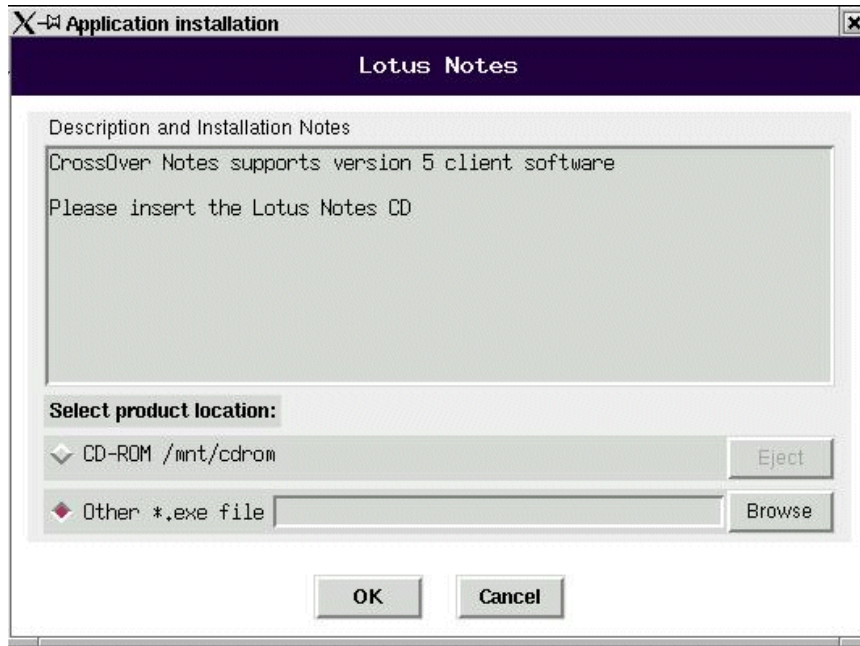 Application installation
Lotus Notes
Description and Installation Notes
CrossOver Notes supports version 5 client software
Please insert the Lotus Notes CD
Select product location:
CD-ROM /mnt/cdrom Eject
Other *.exe file Browse
OK Cancel